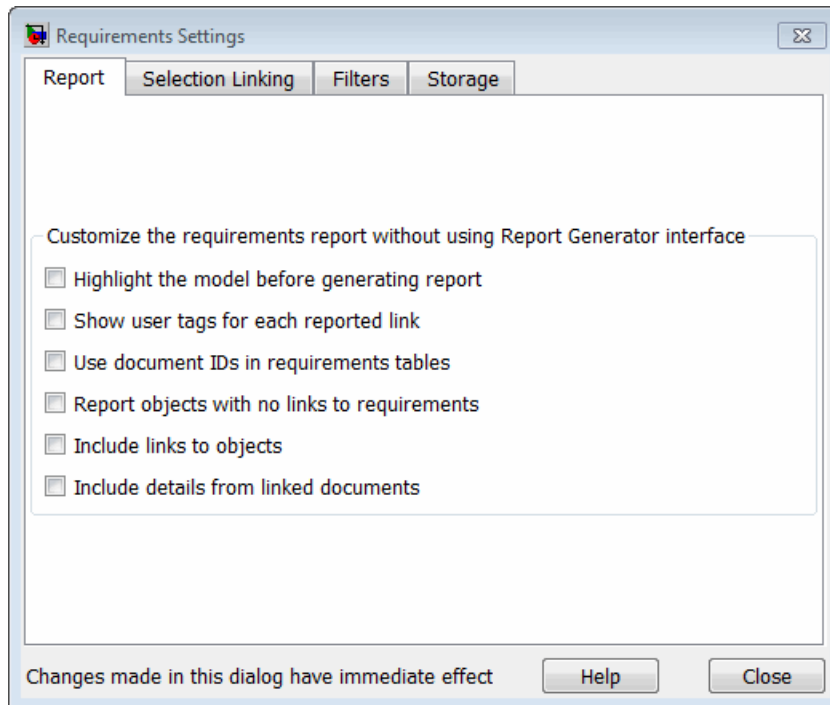 Requirements Settings
Report Selection Linking Filters Storage
Customize the requirements report without using Report Generator interface
Highlight the model before generating report
Show user tags for each reported link
Use document IDs in requirements tables
Report objects with no links to requirements
Include links to objects
Include details from linked documents
Changes made in this dialog have immediate effect Help Close